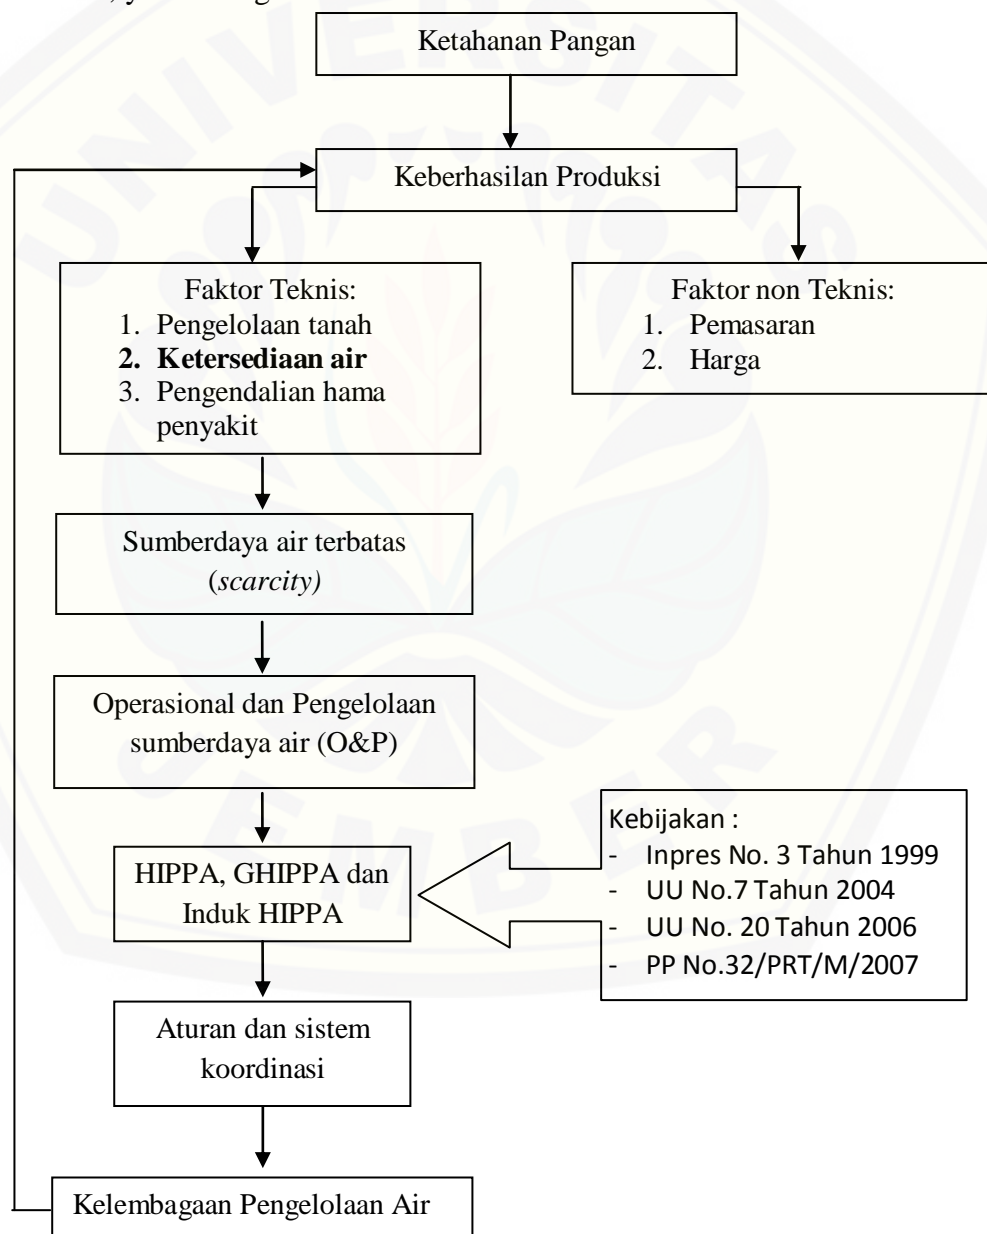 Ketahanan Pangan
Keberhasilan Produksi
Faktor Teknis:
1. Pengelolaan tanah
2. Ketersediaan air
3. Pengendalian hama
penyakit
Faktor non Teknis:
1. Pemasaran
2. Harga
Sumberdaya air terbatas
(scarcity)
Operasional dan Pengelolaan
sumberdaya air (O&P)
HIPPA, GHIPPA dan
Induk HIPPA
Kebijakan :
- Inpres No. 3 Tahun 1999
- UU No.7 Tahun 2004
- UU No. 20 Tahun 2006
- PP No.32/PRT/M/2007
Aturan dan sistem
koordinasi
Kelembagaan Pengelolaan Air
UNIVERSITAS
JEMBER